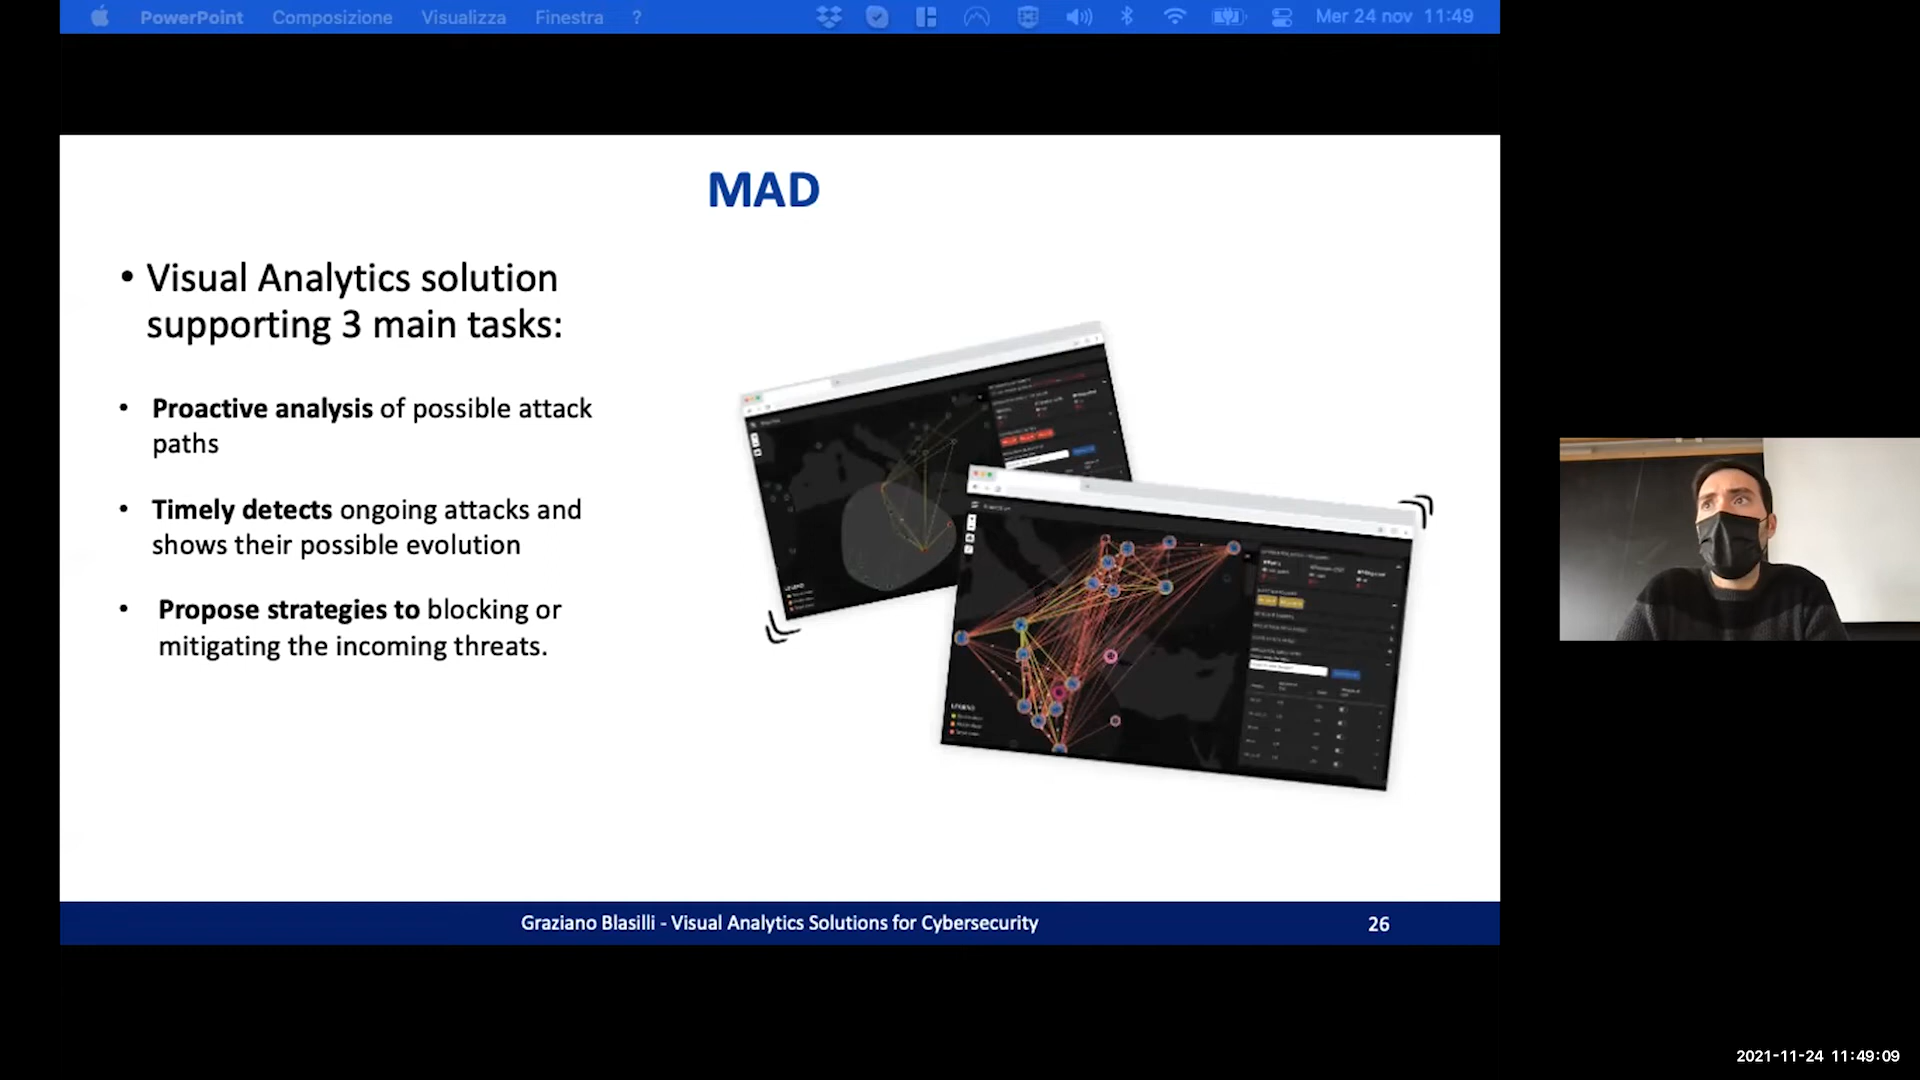 PowerPoint Composizione Visualizza Finestra ? Mer 24 nov 11:49
MAD
• Visual Analytics solution
supporting 3 main tasks:
• Proactive analysis of possible attack
paths
• Timely detects ongoing attacks and
shows their possible evolution
• Propose strategies to blocking or
mitigating the incoming threats.
Graziano Blasilli - Visual Analytics Solutions for Cybersecurity 26
2021-11-24 11:49:09